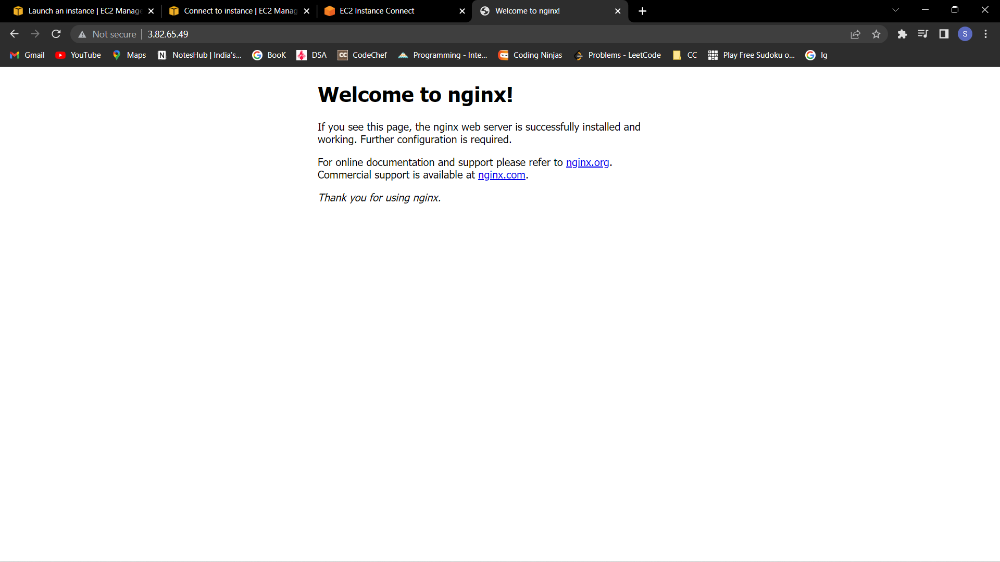 Launch an instance | EC2 Manage
Connect to instance | EC2 Manag
EC2 Instance Connect
Welcome to nginx!
Not secure
3.82.65.49
S
Gmail
YouTube
Maps
NotesHub | India's...
BooK
DSA
CC
CodeChef
Programming - Inte...
Coding Ninjas
Problems - LeetCode
CC
Play Free Sudoku o...
Ig
Welcome to nginx!
If you see this page, the nginx web server is successfully installed and
working. Further configuration is required.
For online documentation and support please refer to nginx.org.
Commercial support is available at nginx.com.
Thank you for using nginx.